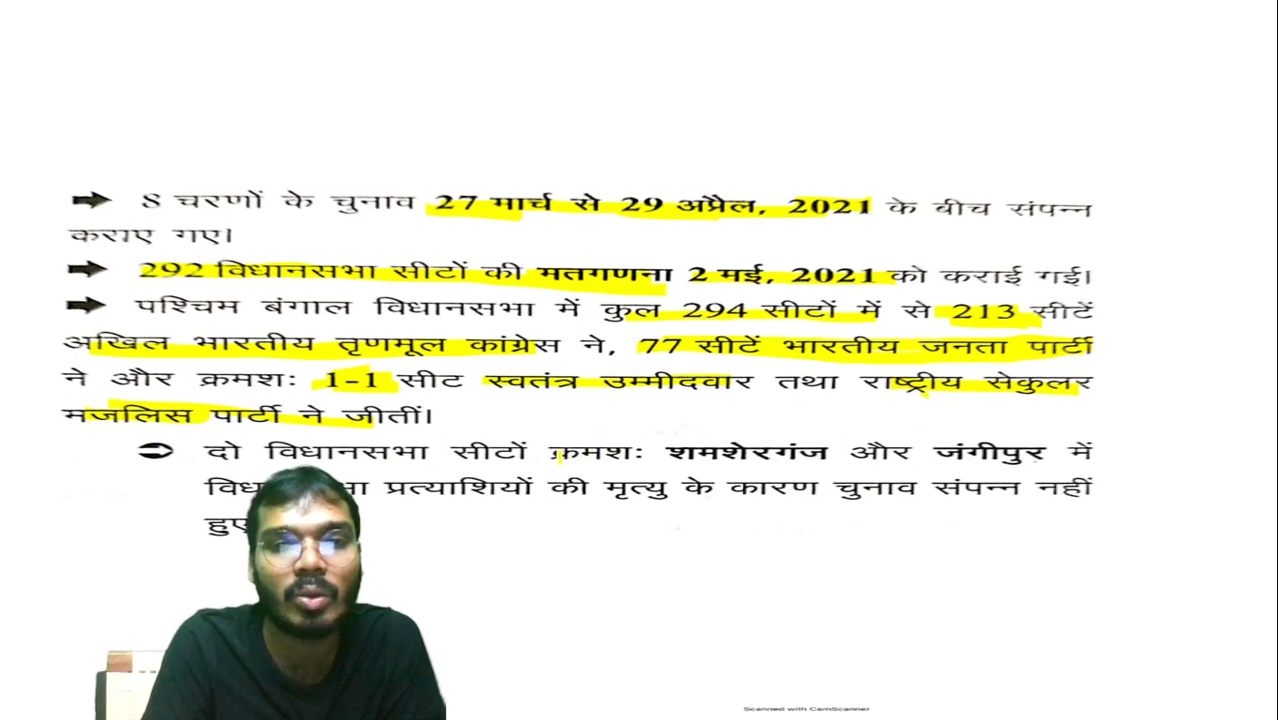 ➡ 8 चरणों के चुनाव 27 मार्च से 29 अप्रैल, 2021 के बीच संपन्न
कराए गए।
➡ 292 विधानसभा सीटों की मतगणना 2 मई, 2021 को कराई गई।
➡ पश्चिम बंगाल विधानसभा में कुल 294 सीटों में से 213 सीटें
अखिल भारतीय तृणमूल कांग्रेस ने, 77 सीटें भारतीय जनता पार्टी
ने और क्रमशः 1-1 सीट स्वतंत्र उम्मीदवार तथा राष्ट्रीय सेकुलर
मजलिस पार्टी ने जीतीं।
➲ दो विधानसभा सीटों क्रमशः शमशेरगंज और जंगीपुर में
प्रत्याशियों की मृत्यु के कारण चुनाव संपन्न नहीं
Scanned with CamScanner